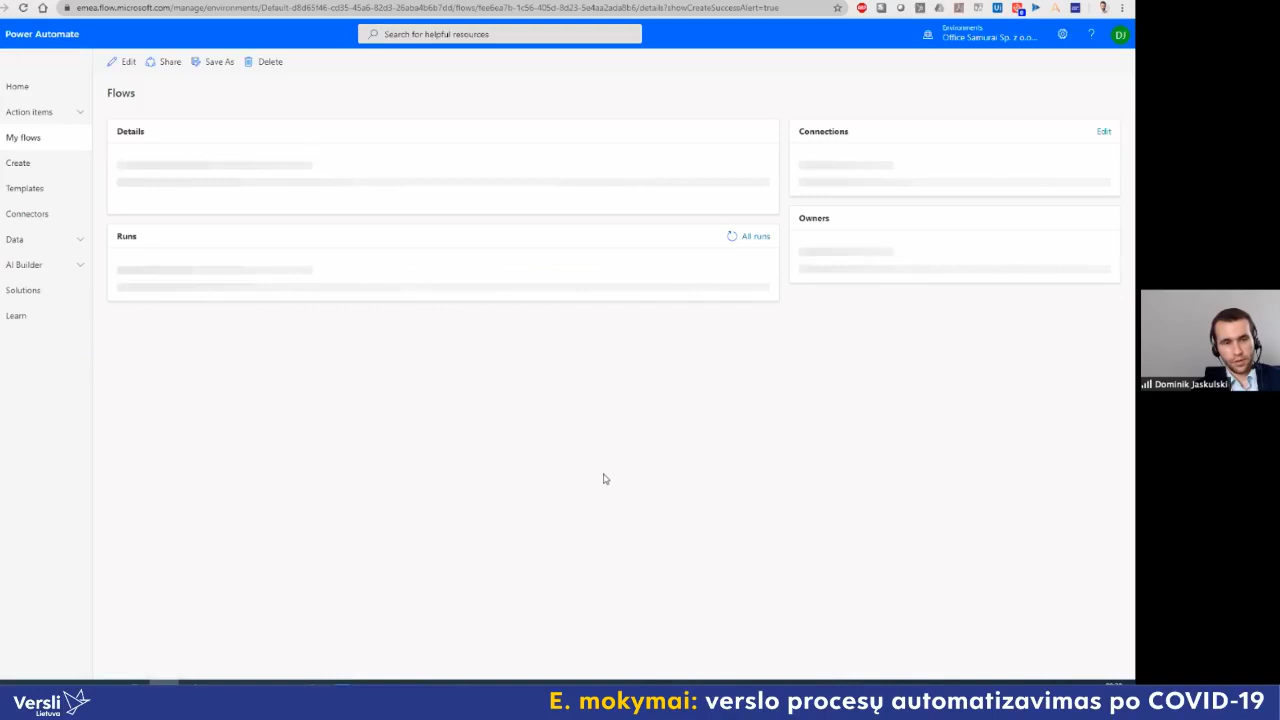 emea.flow.microsoft.com/manage/environments/Default-d8d65f46-cd35-45a6-82d3-26aba4b6b7dd/flows/fee6ea7b-1c56-405d-8d23-5e4aa2ada8b6/details?showCreateSuccessAlert=true
Power Automate
Search for helpful resources
Environments
Office Samurai Sp. z o.o...
?
DJ
Edit
Share
Save As
Delete
Home
Action items
My flows
Create
Templates
Connectors
Data
AI Builder
Solutions
Learn
Flows
Details
Runs
All runs
Connections
Edit
Owners
Dominik Jaskulski
Versli
Lietuva
E. mokymai: verslo procesų automatizavimas po COVID-19